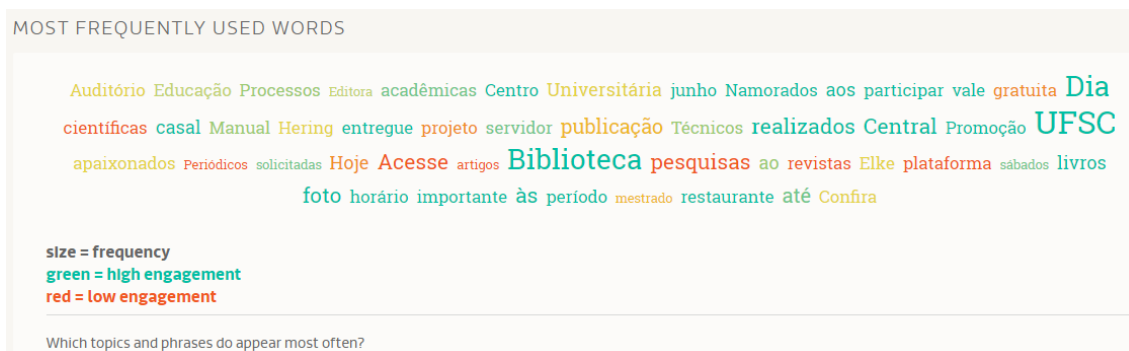 MOST FREQUENTLY USED WORDS
Auditório Educação Processos Editora acadêmicas Centro Universitária junho Namorados aos participar vale gratuita Dia
científicas casal Manual Hering entregue projeto servidor publicação Técnicos realizados Central Promoção UFSC
apaixonados Periódicos solicitadas Hoje Acesse artigos Biblioteca pesquisas ao revistas Elke plataforma sábados livros
foto horário importante às período mestrado restaurante até Confira
size = frequency
green = high engagement
red = low engagement
Which topics and phrases do appear most often?